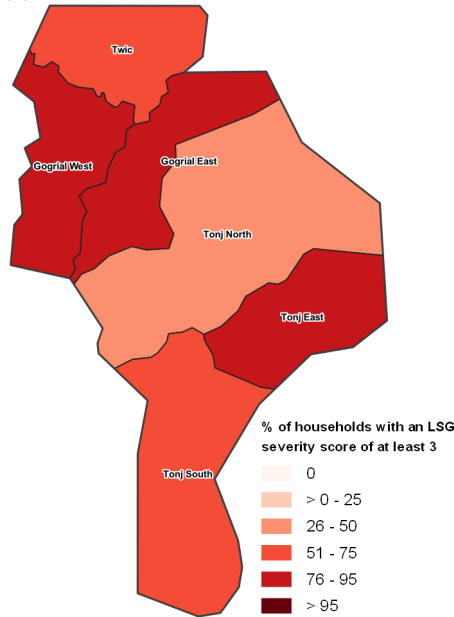 Twic
Gogrial West
Gogrial East
Tonj North
Tonj East
Tonj South
% of households with an LSG
severity score of at least 3
0
> 0 - 25
26 - 50
51 - 75
76 - 95
> 95